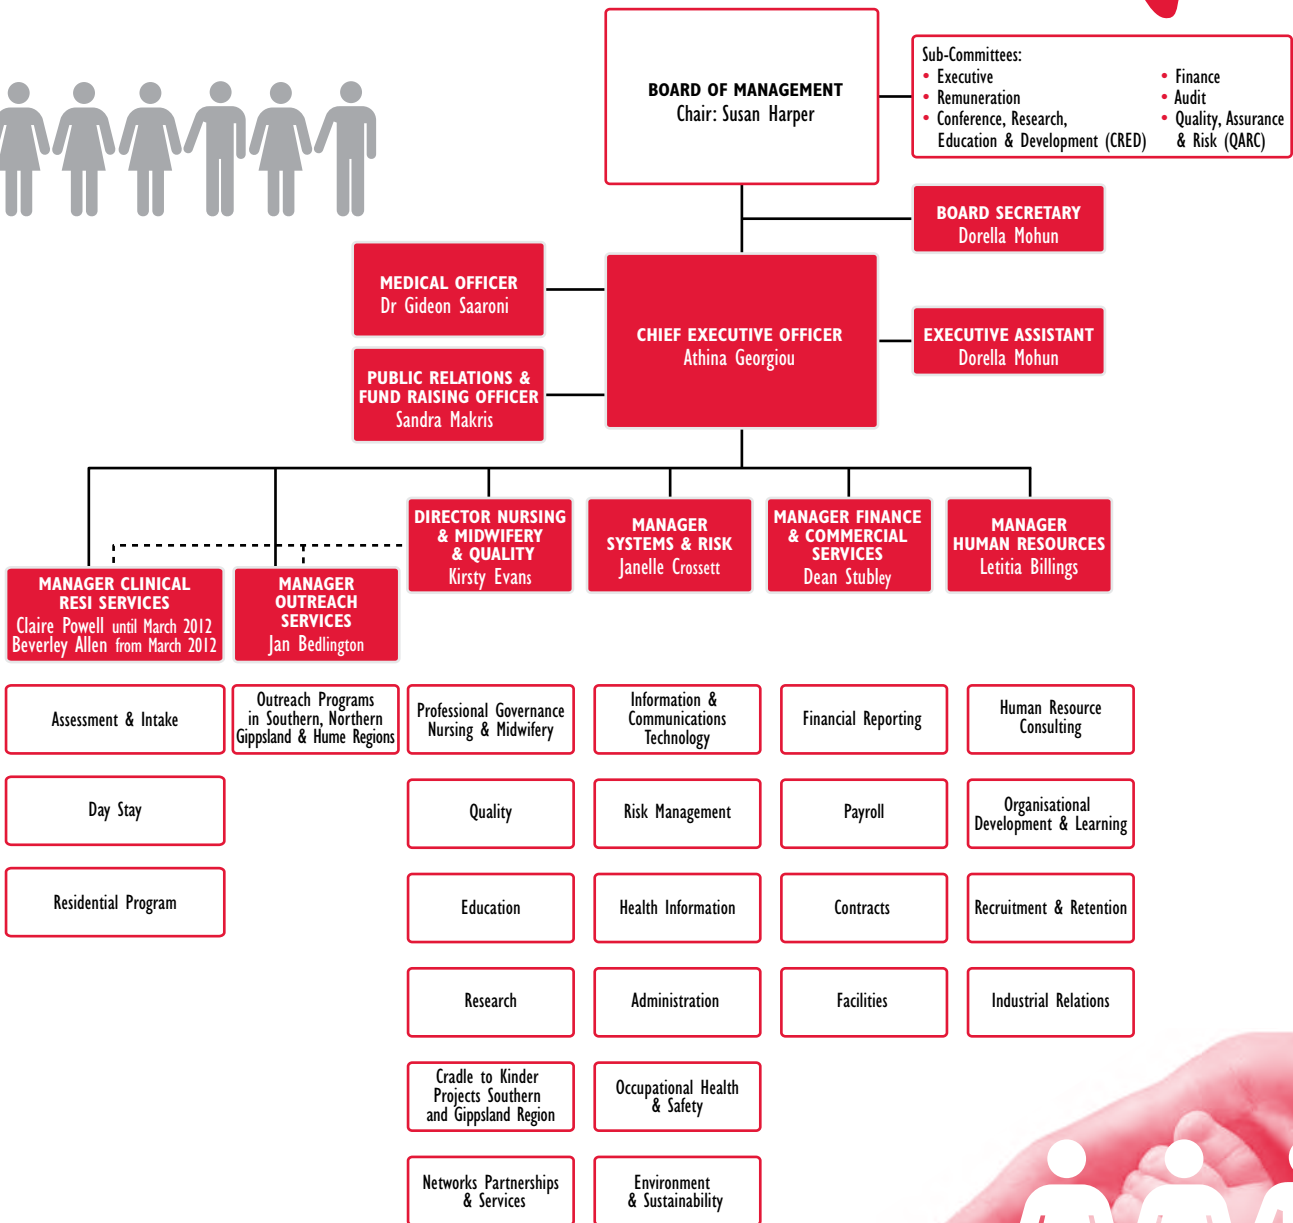 BOARD OF MANAGEMENT
Chair: Susan Harper
Sub-Committees:
• Executive
• Remuneration
• Conference, Research,
Education & Development (CRED)
• Finance
• Audit
• Quality, Assurance
& Risk (QARC)
BOARD SECRETARY
Dorella Mohun
MEDICAL OFFICER
Dr Gideon Saaroni
CHIEF EXECUTIVE OFFICER
Athina Georgiou
EXECUTIVE ASSISTANT
Dorella Mohun
PUBLIC RELATIONS &
FUND RAISING OFFICER
Sandra Makris
MANAGER CLINICAL
RESI SERVICES
Claire Powell until March 2012
Beverley Allen from March 2012
MANAGER
OUTREACH
SERVICES
Jan Bedlington
DIRECTOR NURSING
& MIDWIFERY
& QUALITY
Kirsty Evans
MANAGER
SYSTEMS & RISK
Janelle Crossett
MANAGER FINANCE
& COMMERCIAL
SERVICES
Dean Stubley
MANAGER
HUMAN RESOURCES
Letitia Billings
Assessment & Intake
Outreach Programs
in Southern, Northern
Gippsland & Hume Regions
Professional Governance
Nursing & Midwifery
Information &
Communications
Technology
Financial Reporting
Human Resource
Consulting
Day Stay
Quality
Risk Management
Payroll
Organisational
Development & Learning
Residential Program
Education
Health Information
Contracts
Recruitment & Retention
Research
Administration
Facilities
Industrial Relations
Cradle to Kinder
Projects Southern
and Gippsland Region
Occupational Health
& Safety
Networks Partnerships
& Services
Environment
& Sustainability